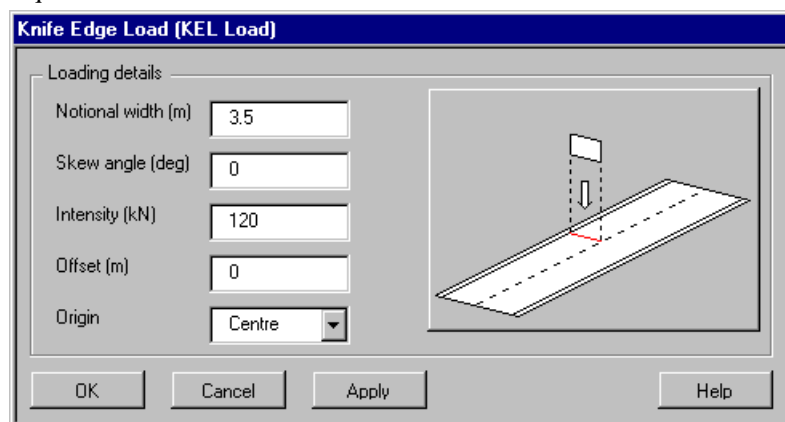 Knife Edge Load (KEL Load)
Loading details
Notional width (m) 3.5
Skew angle (deg) 0
Intensity (kN) 120
Offset (m) 0
Origin Centre
OK Cancel Apply Help